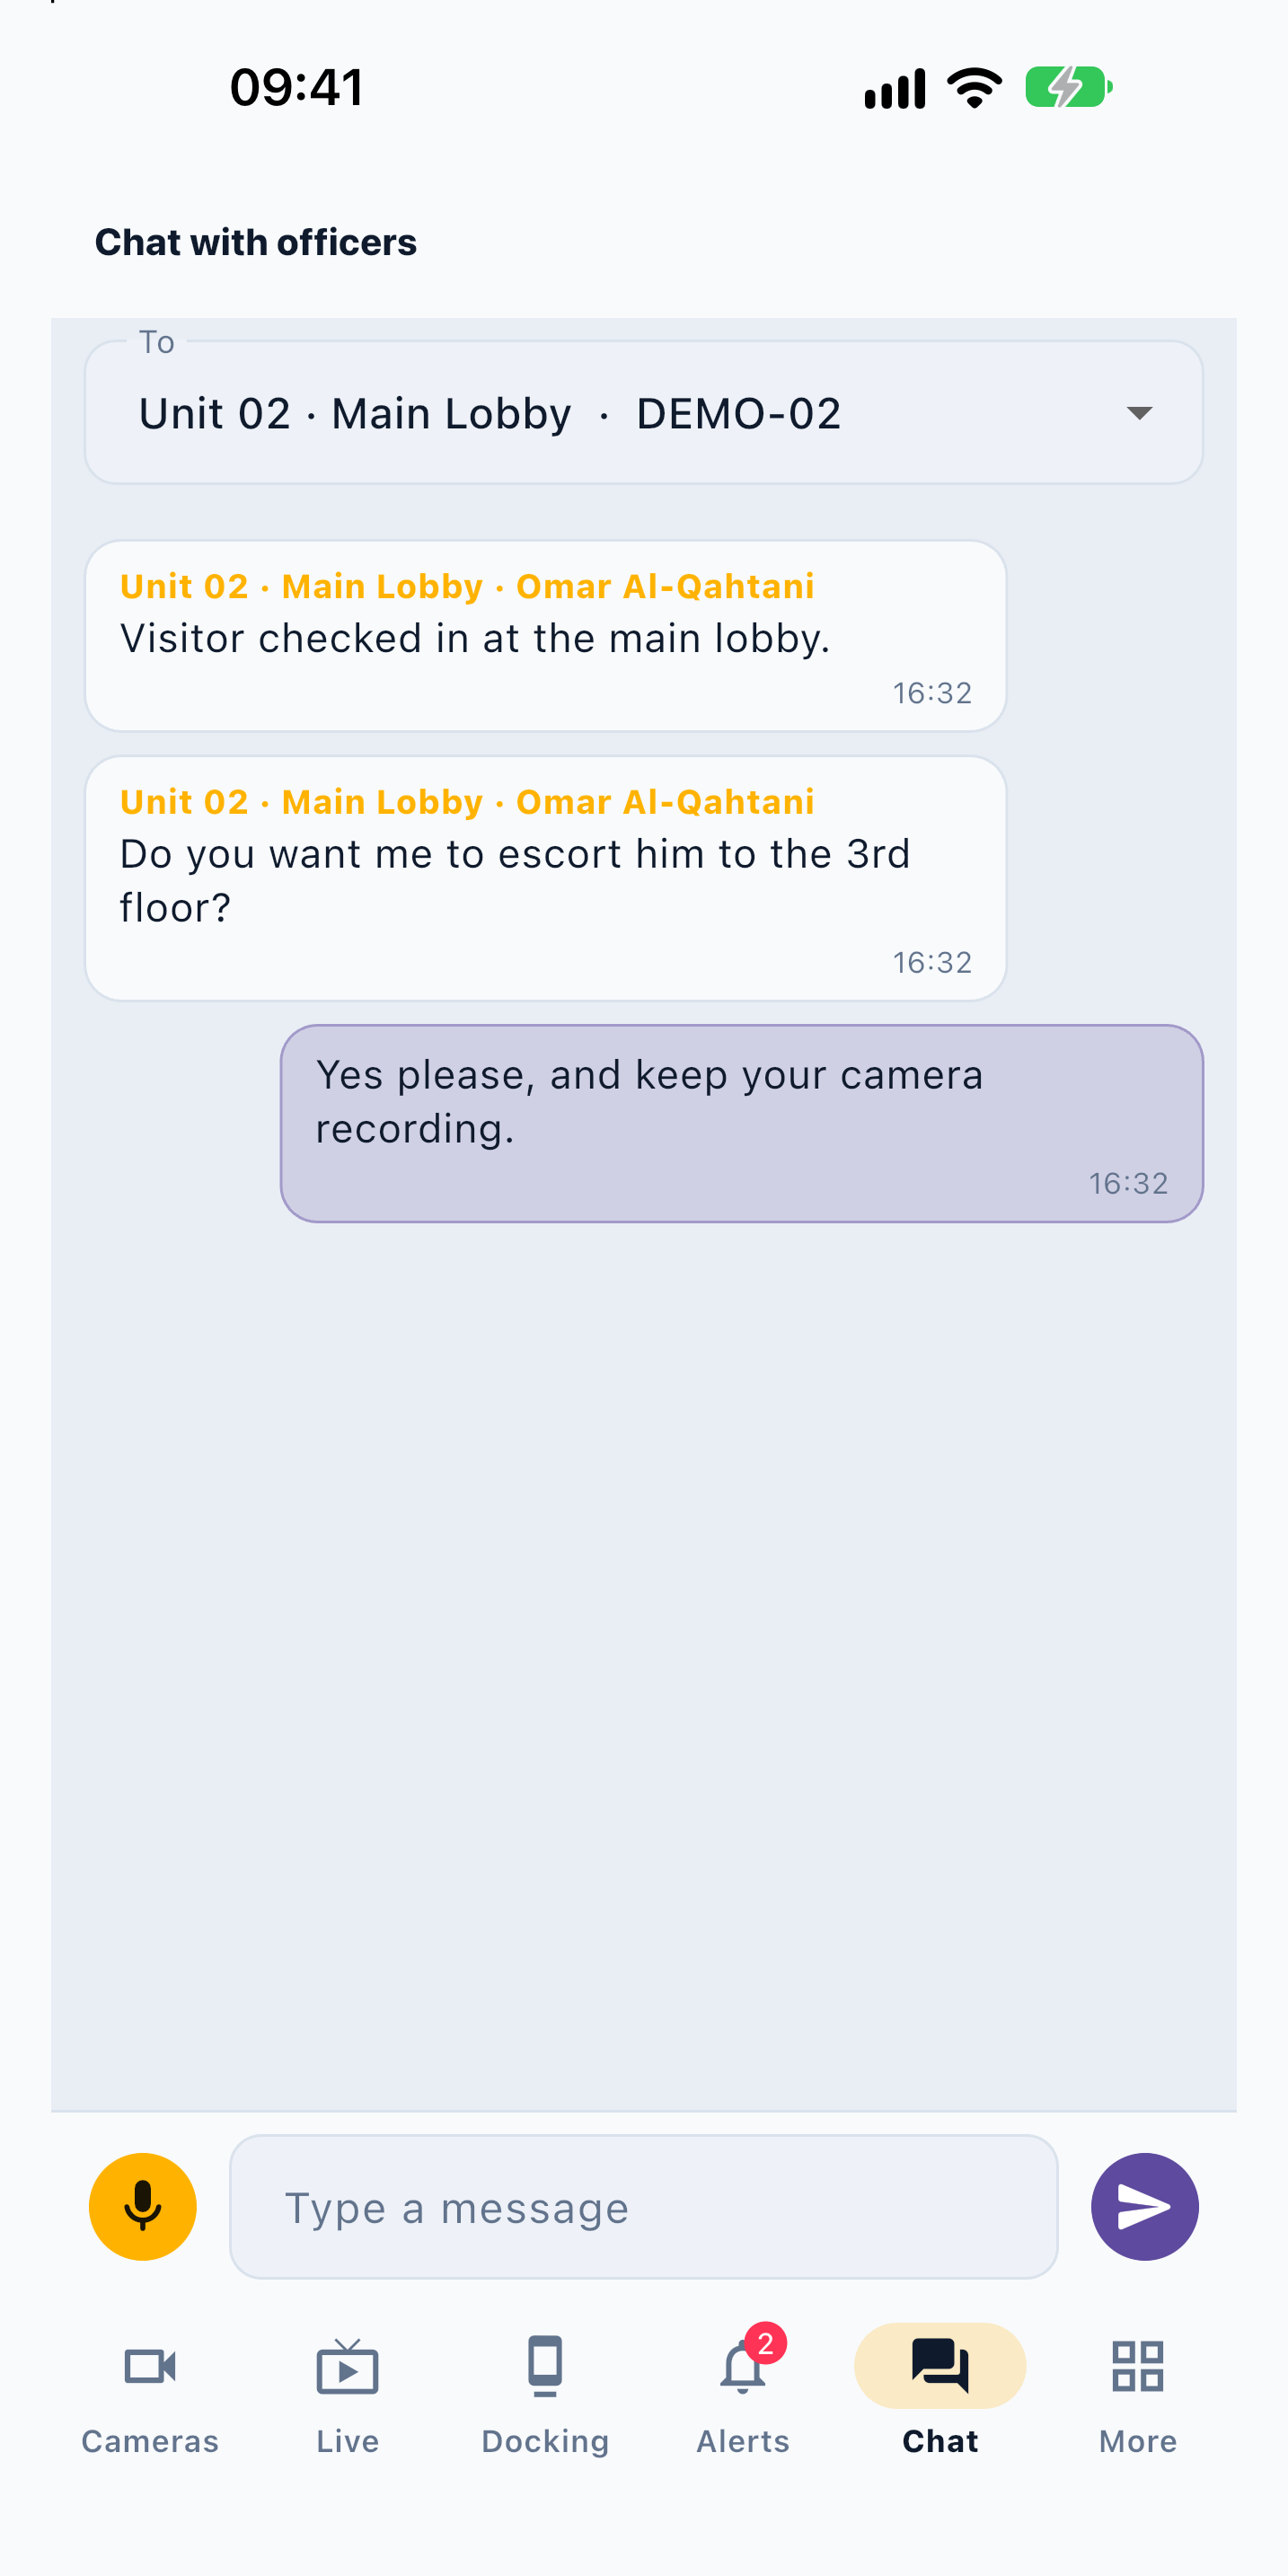 09:41
Chat with officers
To
Unit 02 · Main Lobby · DEMO-02
Unit 02 · Main Lobby · Omar Al-Qahtani
Visitor checked in at the main lobby.
16:32
Unit 02 · Main Lobby · Omar Al-Qahtani
Do you want me to escort him to the 3rd
floor?
16:32
Yes please, and keep your camera
recording.
16:32
Type a message
2
Cameras Live Docking Alerts Chat More